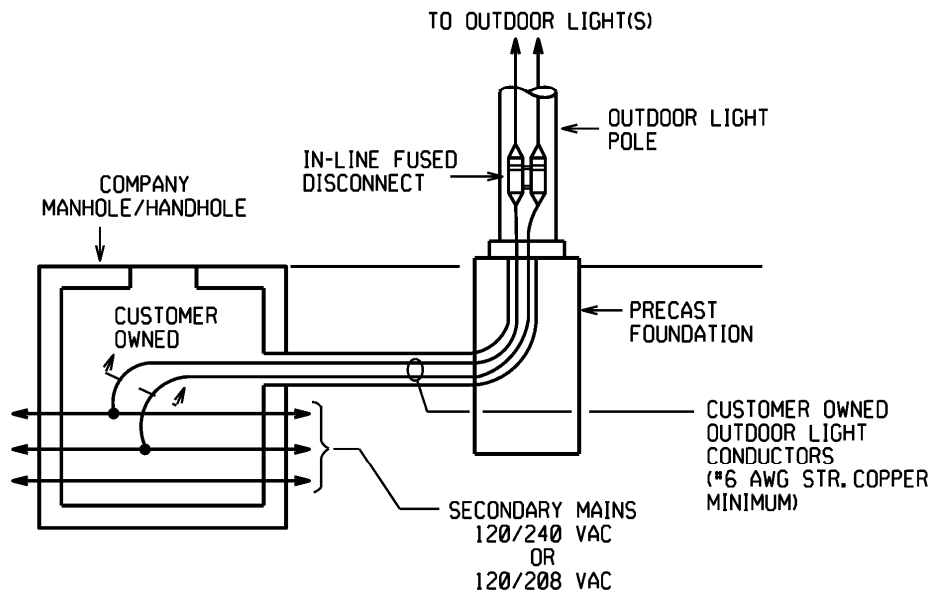 TO OUTDOOR LIGHT(S)
OUTDOOR LIGHT
POLE
IN-LINE FUSED
DISCONNECT
COMPANY
MANHOLE/HANDHOLE
CUSTOMER
OWNED
PRECAST
FOUNDATION
CUSTOMER OWNED
OUTDOOR LIGHT
CONDUCTORS
(#6 AWG STR. COPPER
MINIMUM)
SECONDARY MAINS
120/240 VAC
OR
120/208 VAC